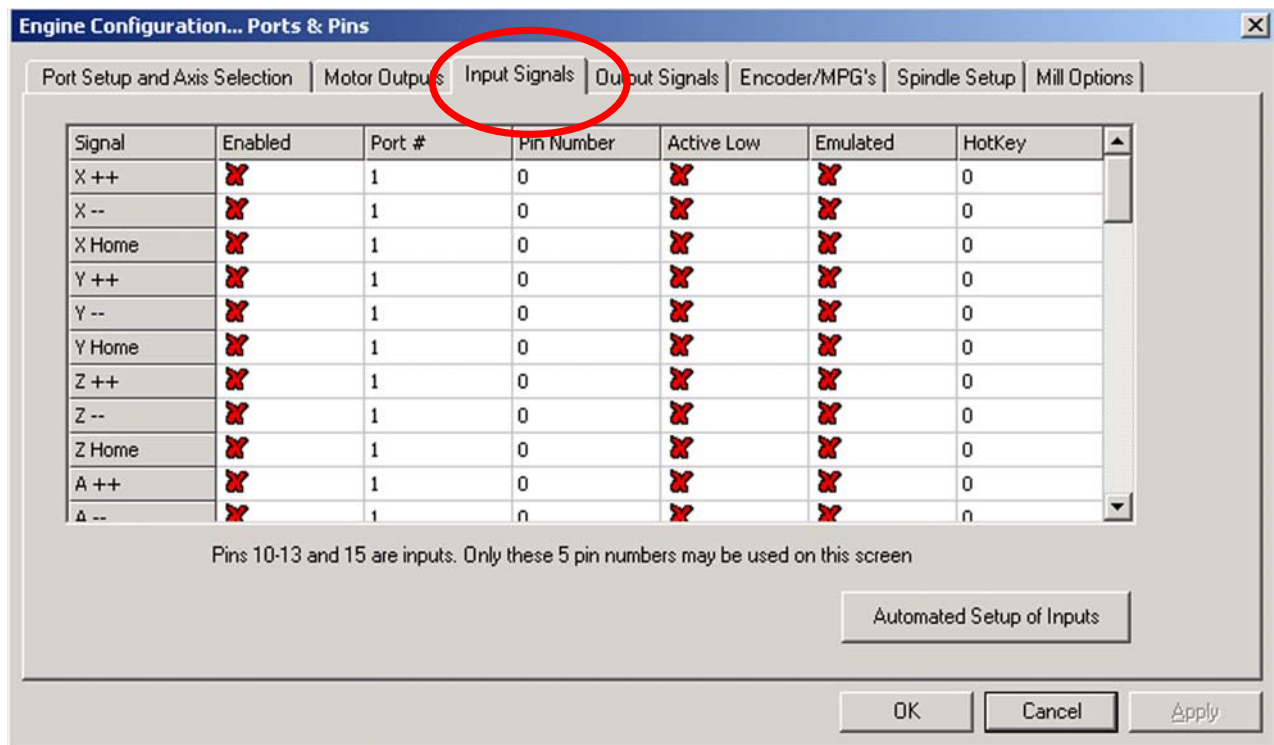 Engine Configuration... Ports & Pins
Port Setup and Axis Selection Motor Outputs Input Signals Output Signals Encoder/MPG's Spindle Setup Mill Options
Signal Enabled Port # Pin Number Active Low Emulated HotKey
X ++ 1 0 0
X -- 1 0 0
X Home 1 0 0
Y ++ 1 0 0
Y -- 1 0 0
Y Home 1 0 0
Z ++ 1 0 0
Z -- 1 0 0
Z Home 1 0 0
A ++ 1 0 0
A -- 1 0 0
Pins 10-13 and 15 are inputs. Only these 5 pin numbers may be used on this screen
Automated Setup of Inputs
OK Cancel Apply